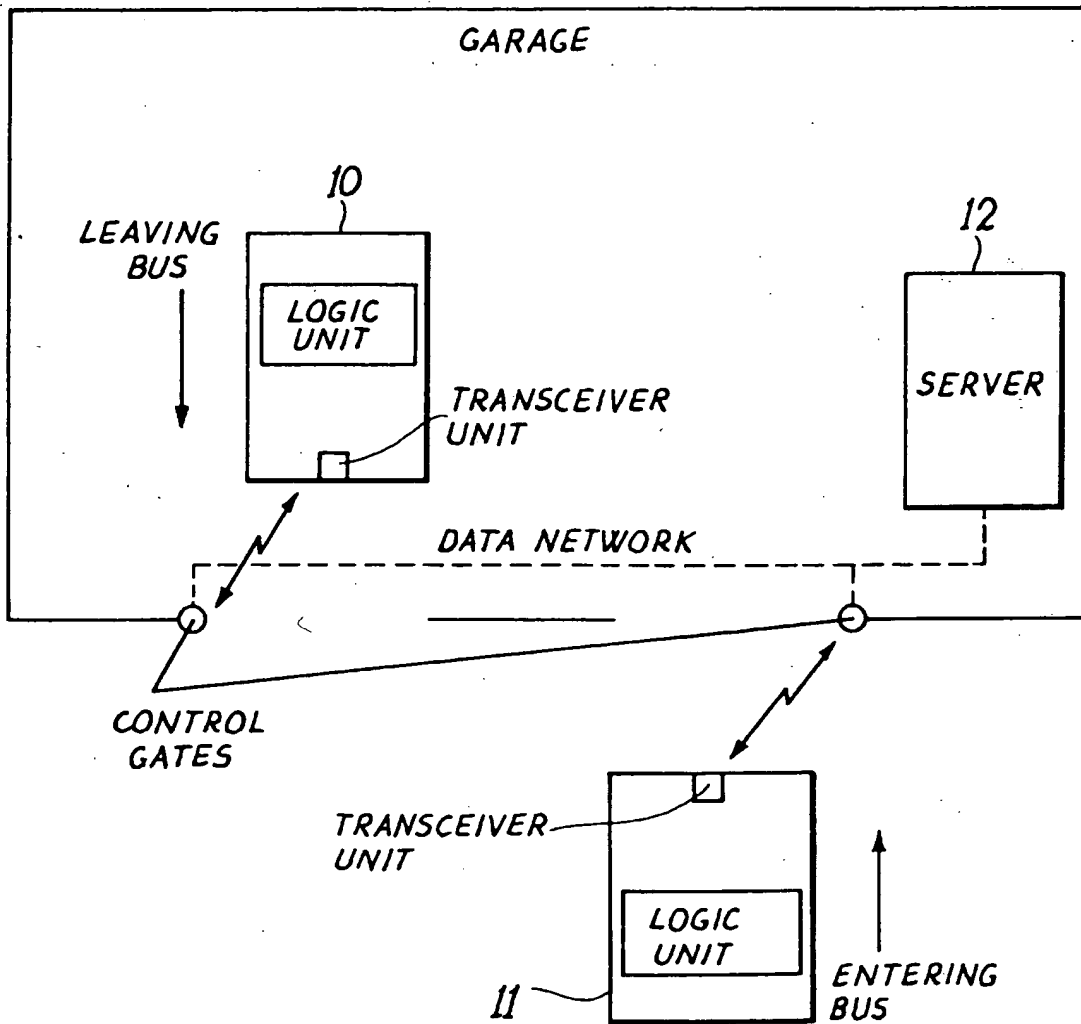 GARAGE
10
LEAVING
BUS
LOGIC
UNIT
12
SERVER
TRANSCEIVER
UNIT
DATA NETWORK
CONTROL
GATES
TRANSCEIVER
UNIT
LOGIC
UNIT
11
ENTERING
BUS